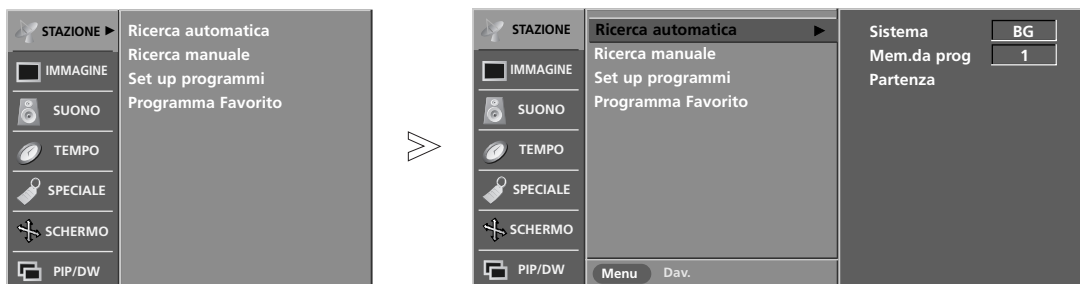 STAZIONE ►
IMMAGINE
SUONO
TEMPO
SPECIALE
SCHERMO
PIP/DW
Ricerca automatica
Ricerca manuale
Set up programmi
Programma Favorito
STAZIONE
IMMAGINE
SUONO
TEMPO
SPECIALE
SCHERMO
PIP/DW
Ricerca automatica ►
Ricerca manuale
Set up programmi
Programma Favorito
Menu Dav.
Sistema BG
Mem.da prog 1
Partenza